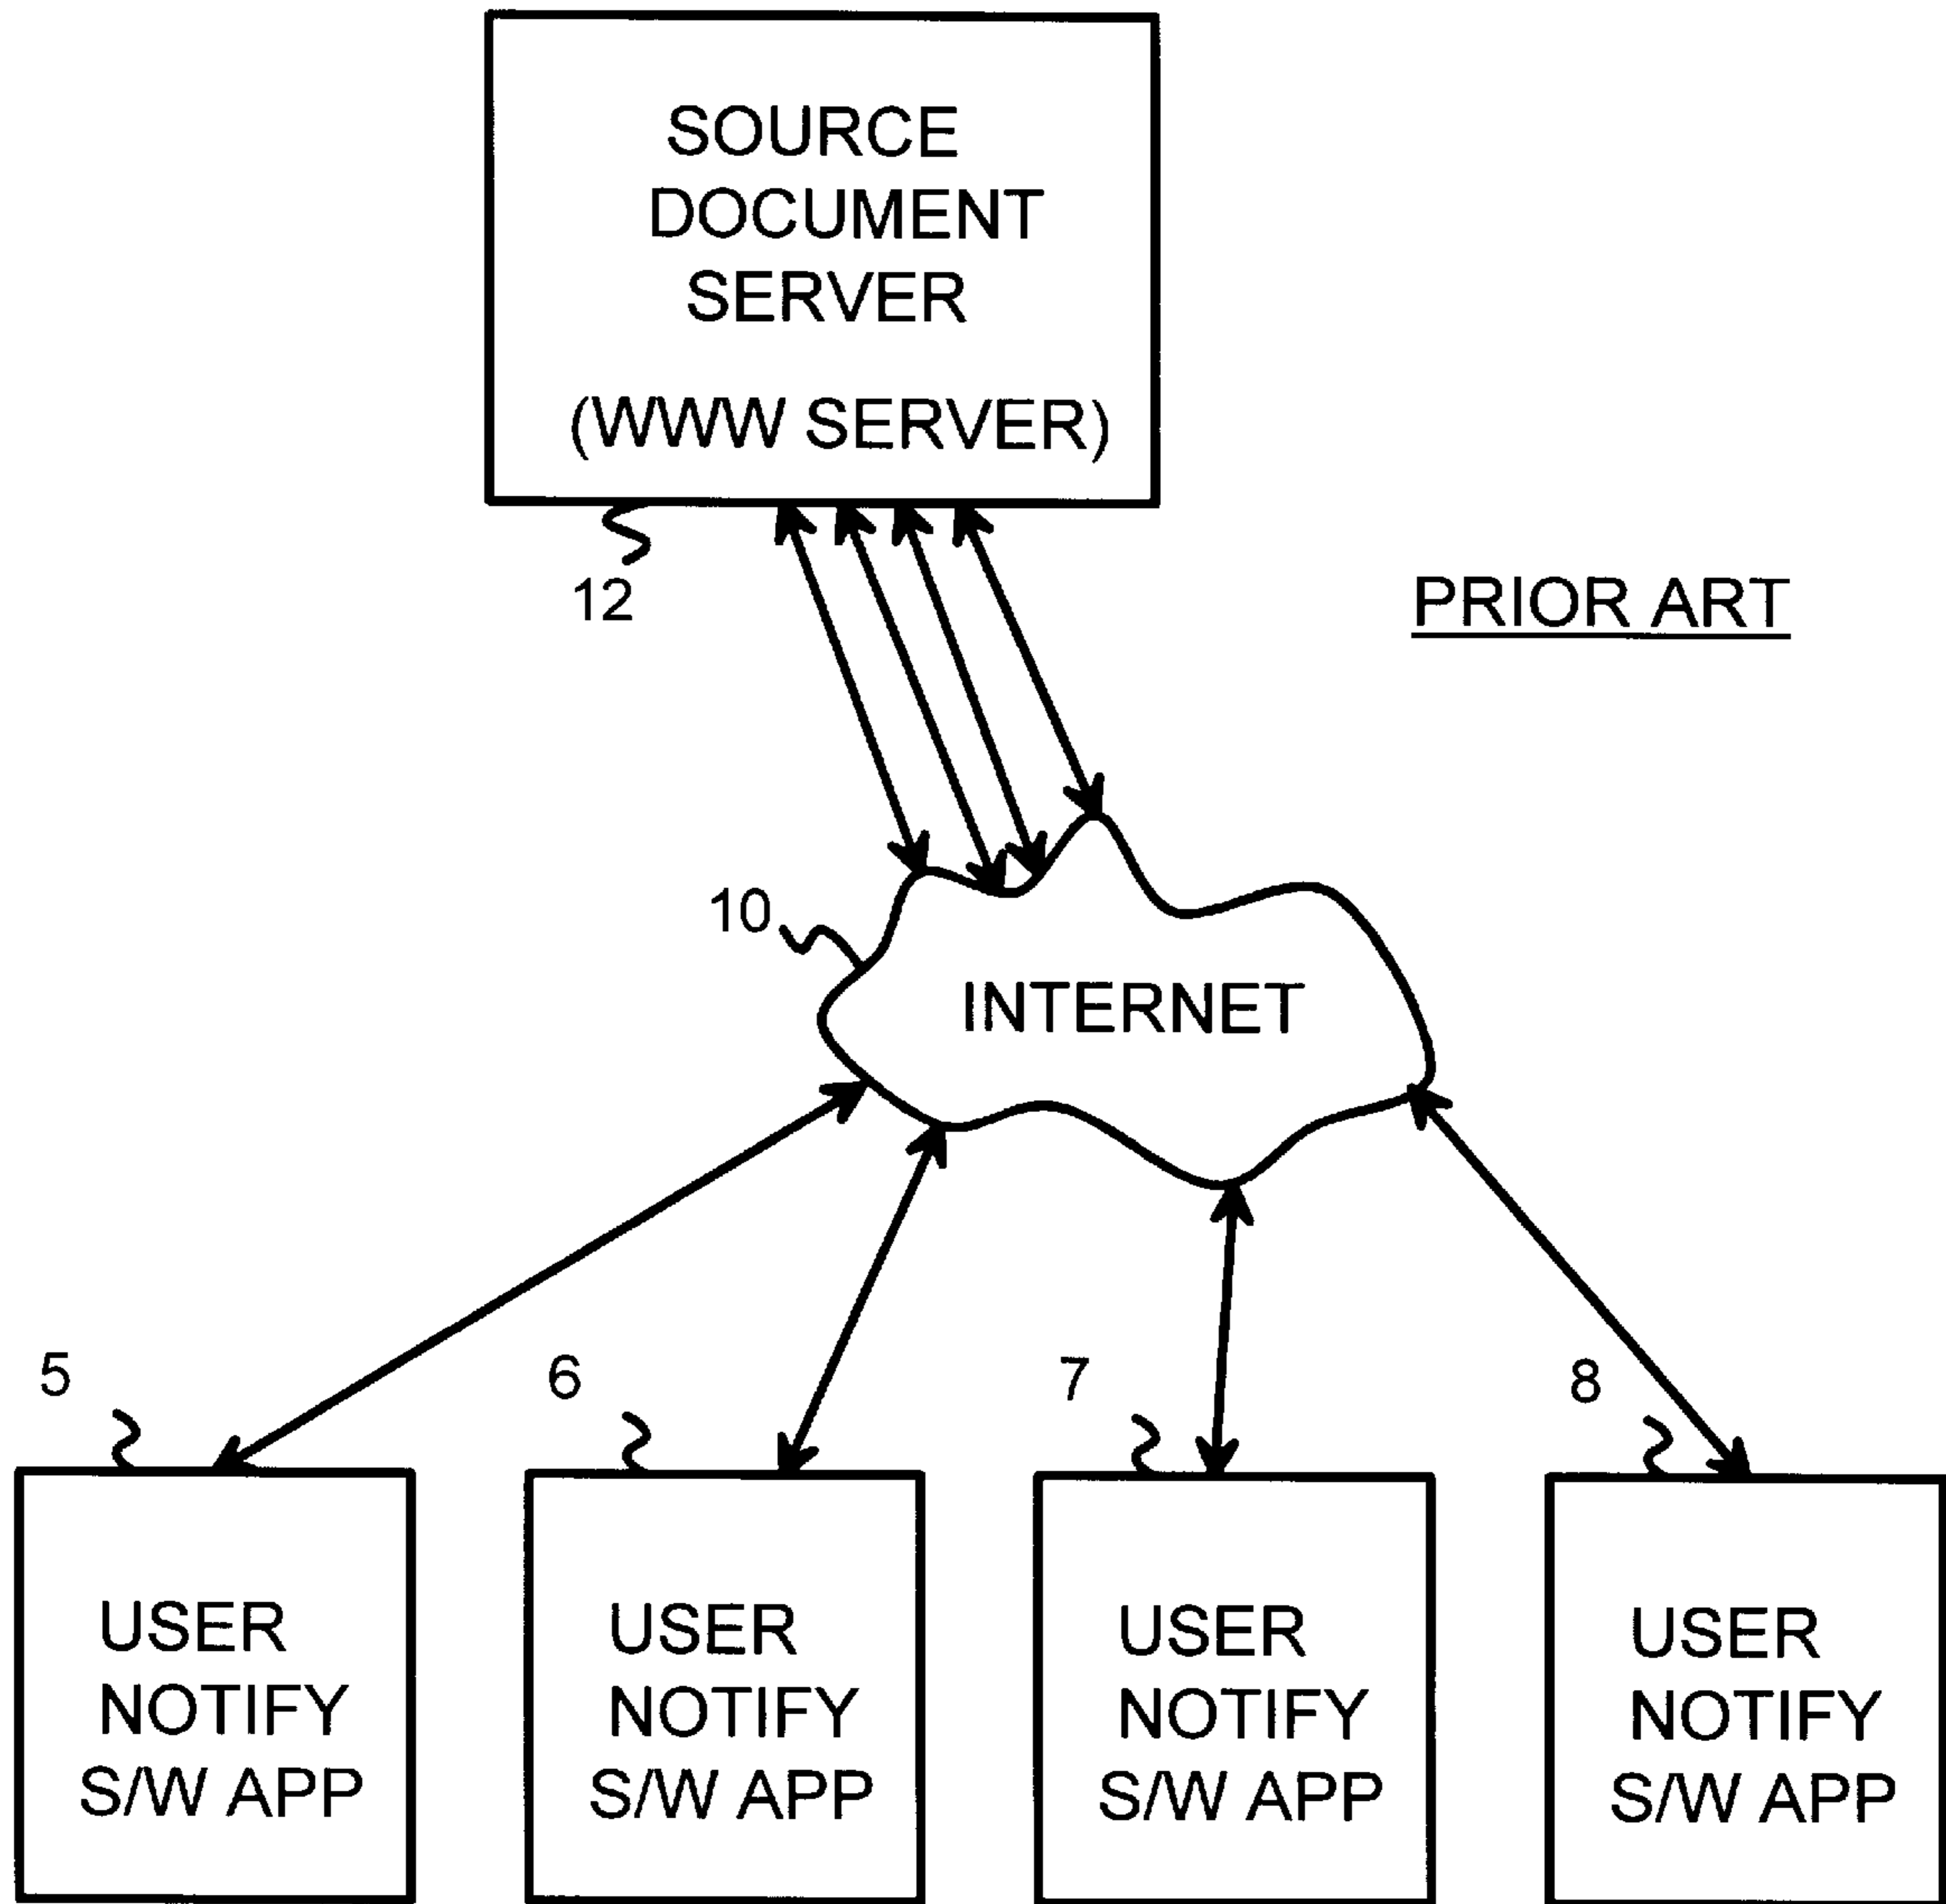 SOURCE
DOCUMENT
SERVER
(WWW SERVER)
12
PRIOR ART
10
INTERNET
5
6
7
8
USER
NOTIFY
S/W APP
USER
NOTIFY
S/W APP
USER
NOTIFY
S/W APP
USER
NOTIFY
S/W APP